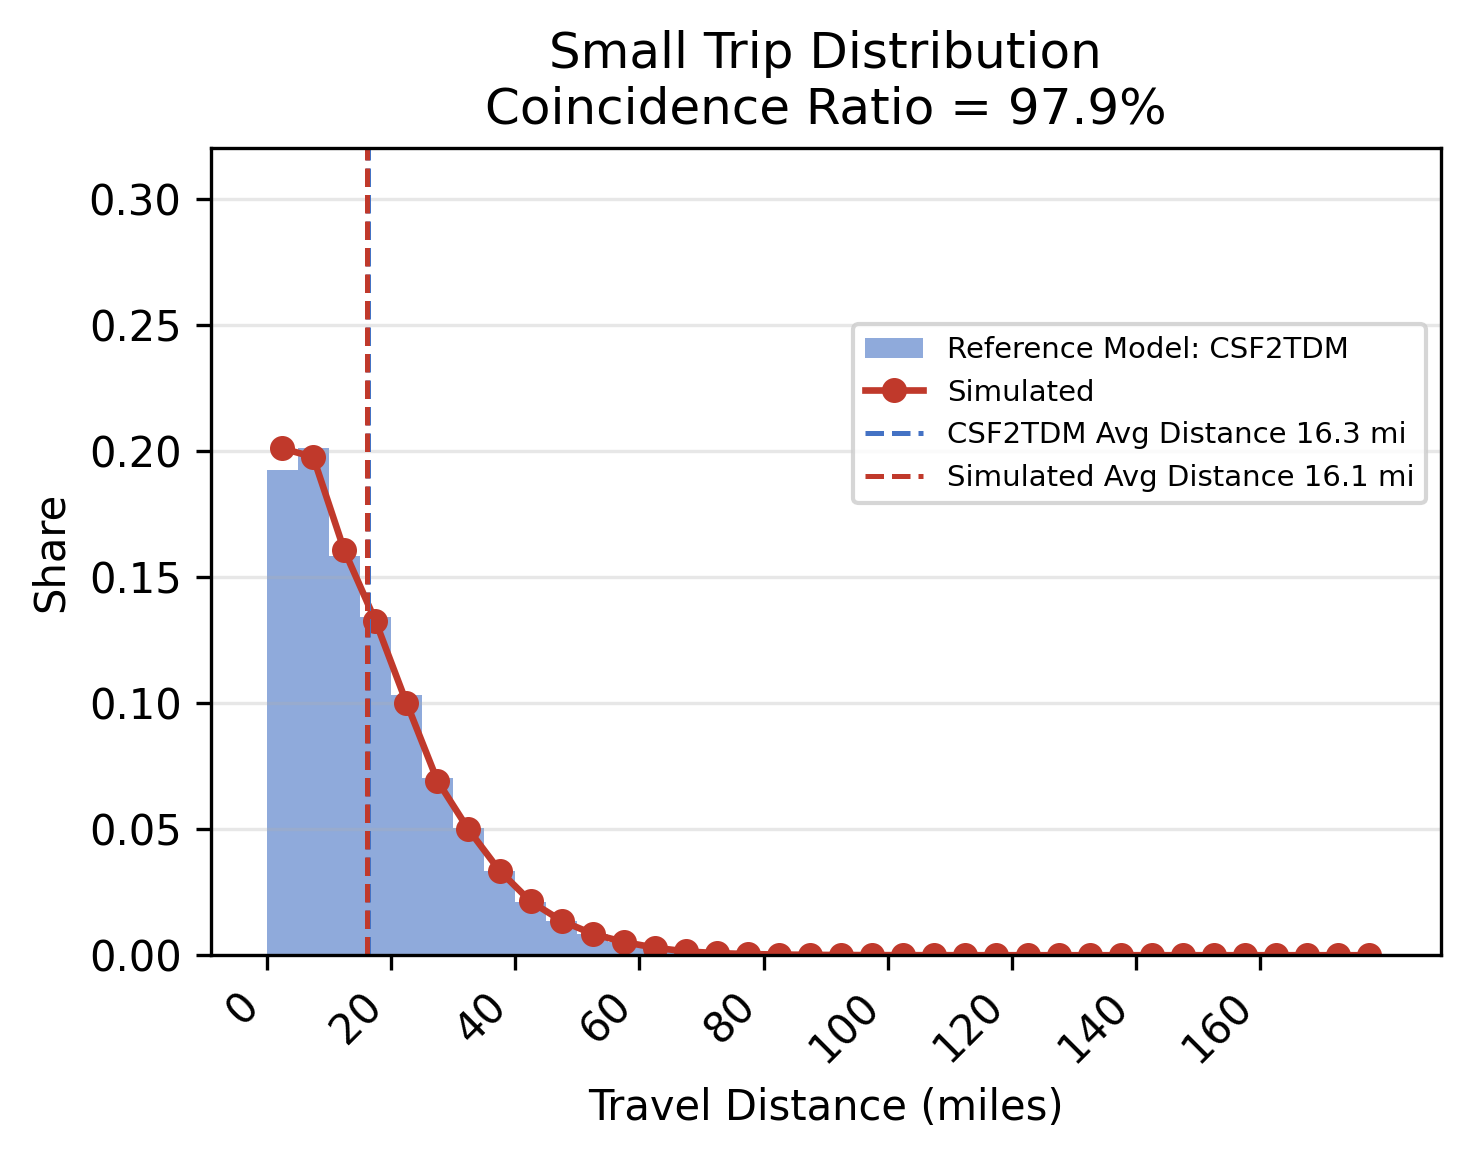 Small Trip Distribution
Coincidence Ratio = 97.9%
0.30
0.25
0.20
0.15
0.10
0.05
0.00
Share
Reference Model: CSF2TDM
Simulated
CSF2TDM Avg Distance 16.3 mi
Simulated Avg Distance 16.1 mi
0
20
40
60
80
100
120
140
160
Travel Distance (miles)